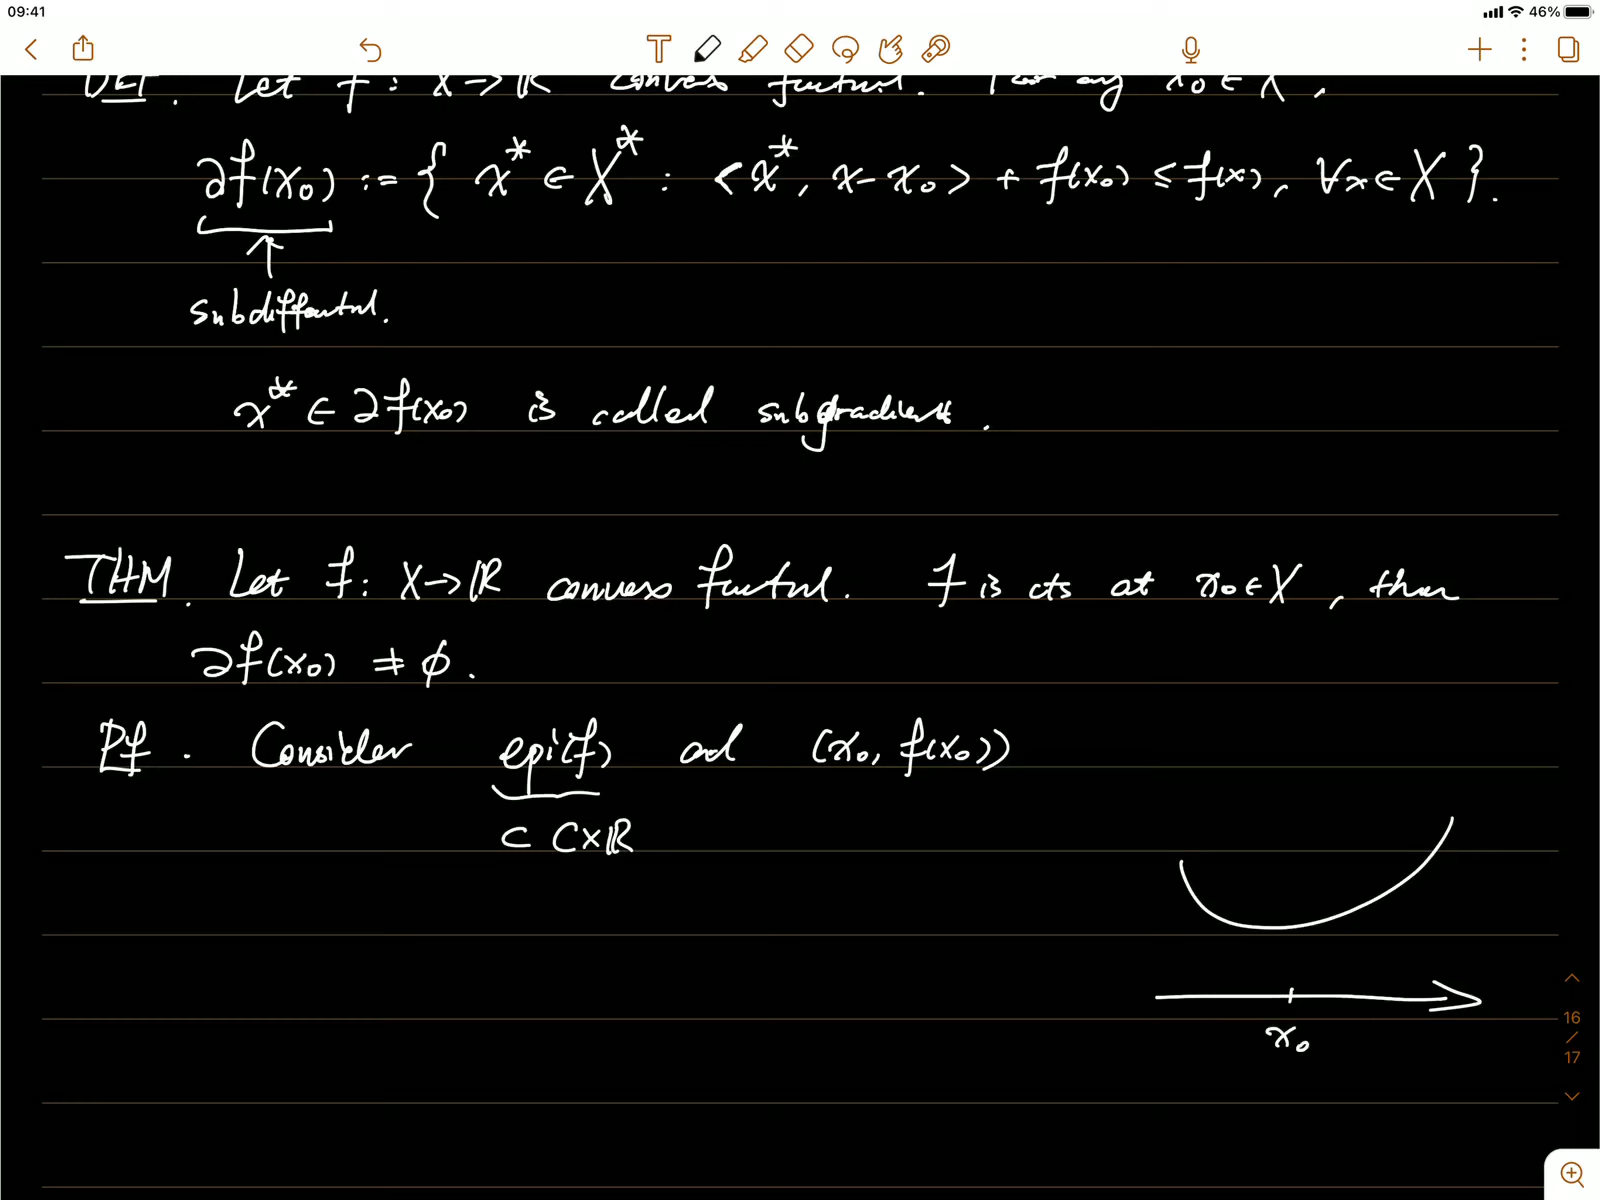 09:41 46%
T
DEF. Let f : X → ℝ convex functional. For any x₀ ∈ X,
∂f(x₀) := { x* ∈ X* : <x*, x - x₀> + f(x₀) ≤ f(x), ∀x ∈ X }.
↑
subdifferential.
x* ∈ ∂f(x₀) is called subgradient.
THM. Let f : X → ℝ convex functional. f is cts at x₀ ∈ X, then
∂f(x₀) ≠ ∅.
Pf. Consider epi(f) and (x₀, f(x₀))
⊂ C×ℝ
x₀
16
/
17